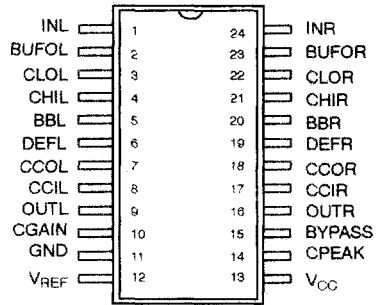 INL 1 24 INR
BUFOL 2 23 BUFOR
CLOL 3 22 CLOR
CHIL 4 21 CHIR
BBL 5 20 BBR
DEFL 6 19 DEFR
CCOL 7 18 CCOR
CCIL 8 17 CCIR
OUTL 9 16 OUTR
CGAIN 10 15 BYPASS
GND 11 14 CPEAK
VREF 12 13 VCC